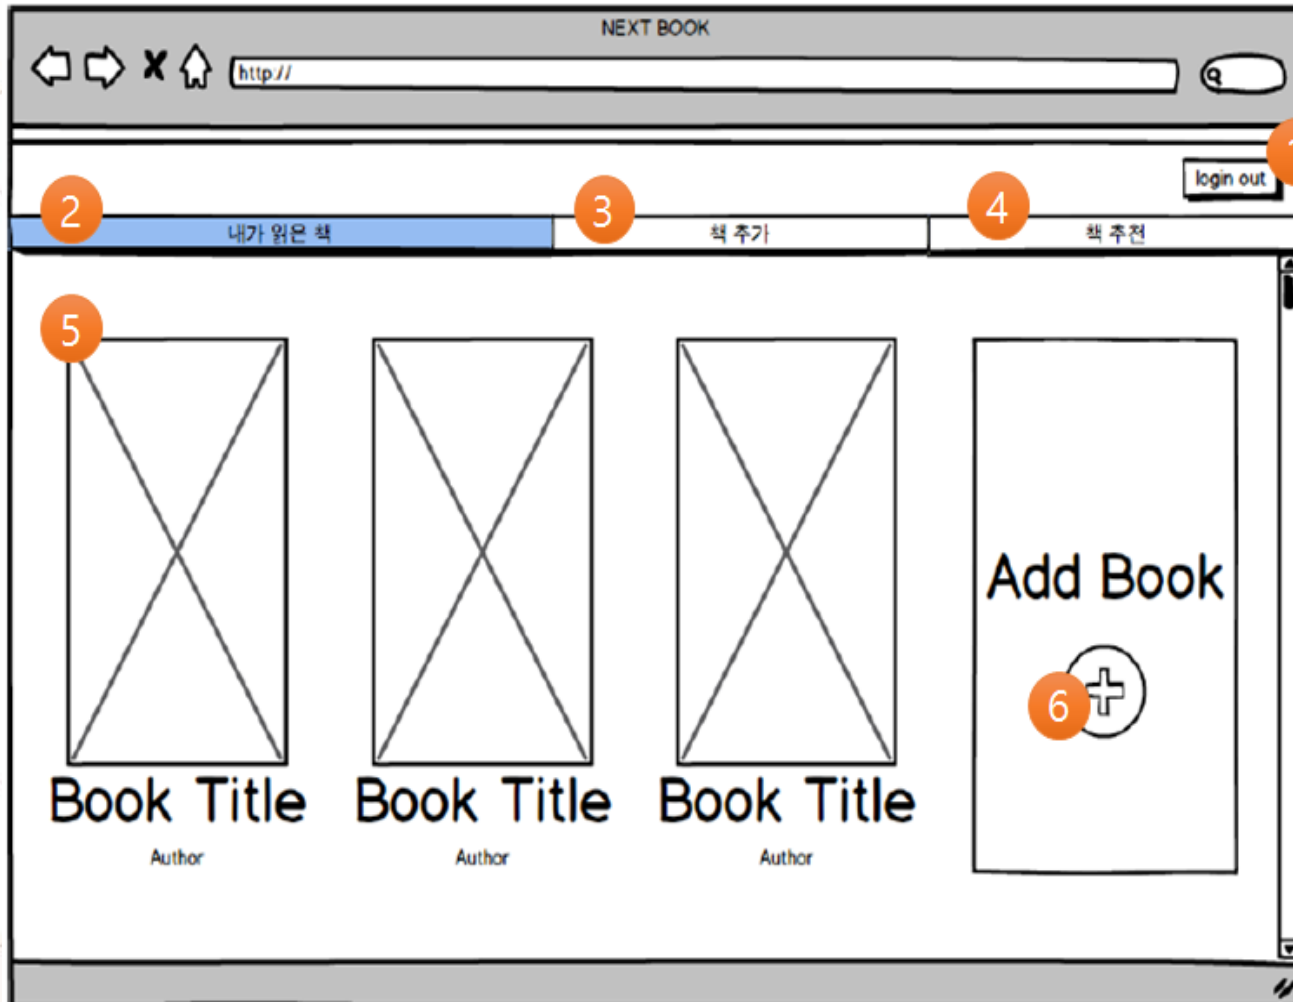 NEXT BOOK
http://
1
login out
2
3
4
내가 읽은 책
책 추가
책 추천
5
Add Book
6
Book Title
Book Title
Book Title
Author
Author
Author